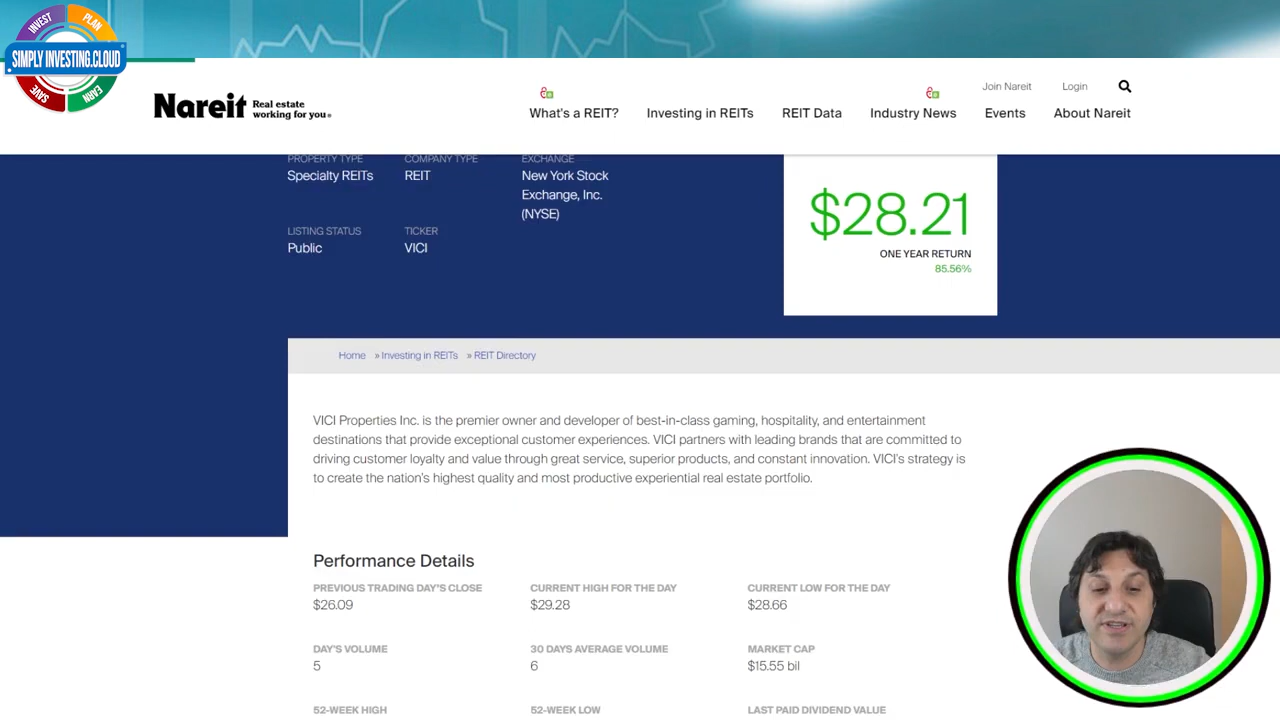 INVEST
PLAN
SIMPLY INVESTING.CLOUD
SAVE
EARN
Nareit
Real estate
working for you.
Join Nareit
Login
What's a REIT?
Investing in REITs
REIT Data
Industry News
Events
About Nareit
PROPERTY TYPE
COMPANY TYPE
EXCHANGE
Specialty REITs
REIT
New York Stock
Exchange, Inc.
(NYSE)
LISTING STATUS
TICKER
Public
VICI
$28.21
ONE YEAR RETURN
85.56%
Home » Investing in REITs » REIT Directory
VICI Properties Inc. is the premier owner and developer of best-in-class gaming, hospitality, and entertainment
destinations that provide exceptional customer experiences. VICI partners with leading brands that are committed to
driving customer loyalty and value through great service, superior products, and constant innovation. VICI's strategy is
to create the nation's highest quality and most productive experiential real estate portfolio.
Performance Details
PREVIOUS TRADING DAY'S CLOSE
CURRENT HIGH FOR THE DAY
CURRENT LOW FOR THE DAY
$26.09
$29.28
$28.66
DAY'S VOLUME
30 DAYS AVERAGE VOLUME
MARKET CAP
5
6
$15.55 bil
52-WEEK HIGH
52-WEEK LOW
LAST PAID DIVIDEND VALUE